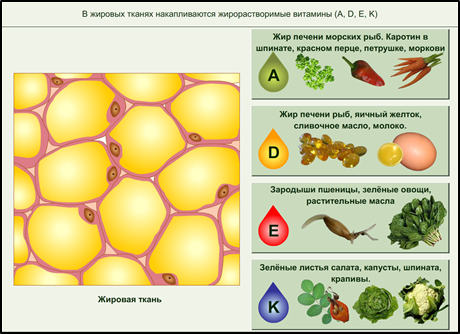 В жировых тканях накапливаются жирорастворимые витамины (A, D, E, K)
Жир печени морских рыб. Каротин в
шпинате, красном перце, петрушке, моркови
A
Жир печени рыб, яичный желток,
сливочное масло, молоко.
D
Зародыши пшеницы, зелёные овощи,
растительные масла
E
Зелёные листья салата, капусты, шпината,
крапивы.
K
Жировая ткань